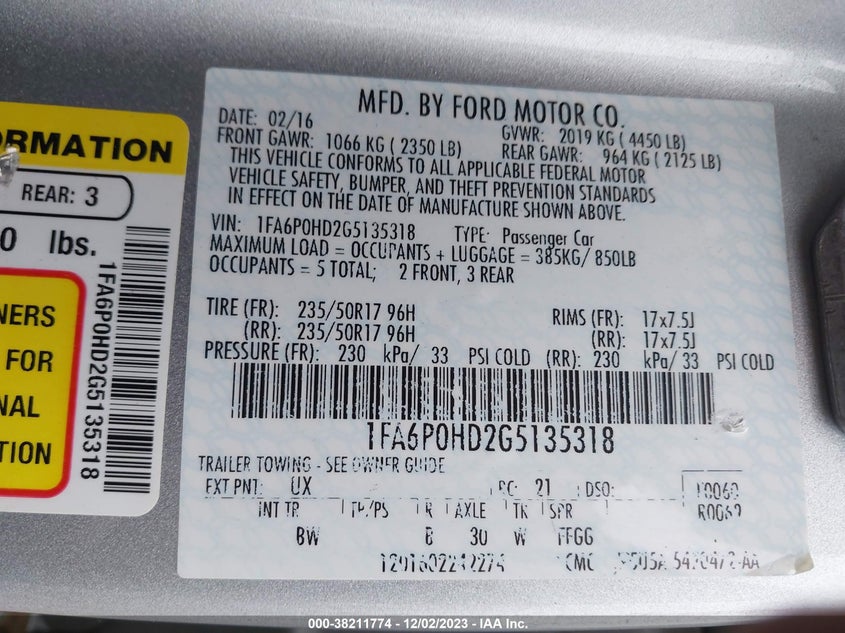 ORMATION
REAR: 3
0 lbs.
NERS
FOR
NAL
1FA6P0HD2G5135318
MFD. BY FORD MOTOR CO.
DATE: 02/16 GVWR: 2019 KG ( 4450 LB)
FRONT GAWR: 1066 KG ( 2350 LB) REAR GAWR: 964 KG ( 2125 LB)
THIS VEHICLE CONFORMS TO ALL APPLICABLE FEDERAL MOTOR
VEHICLE SAFETY, BUMPER, AND THEFT PREVENTION STANDARDS
IN EFFECT ON THE DATE OF MANUFACTURE SHOWN ABOVE.
VIN: 1FA6P0HD2G5135318 TYPE: Passenger Car
MAXIMUM LOAD = OCCUPANTS + LUGGAGE = 385KG/ 850LB
OCCUPANTS = 5 TOTAL; 2 FRONT, 3 REAR
TIRE (FR): 235/50R17 96H RIMS (FR): 17x7.5J
(RR): 235/50R17 96H (RR): 17x7.5J
PRESSURE (FR): 230 kPa/ 33 PSI COLD (RR): 230 kPa/ 33 PSI COLD
1FA6P0HD2G5135318
TRAILER TOWING - SEE OWNER GUIDE
EXT PNT: UX RC: 21 DSO:
INT TR TP/PS R AXLE TR SPR
BW B 30 W FFGG
000-38211774 - 12/02/2023 - IAA Inc.